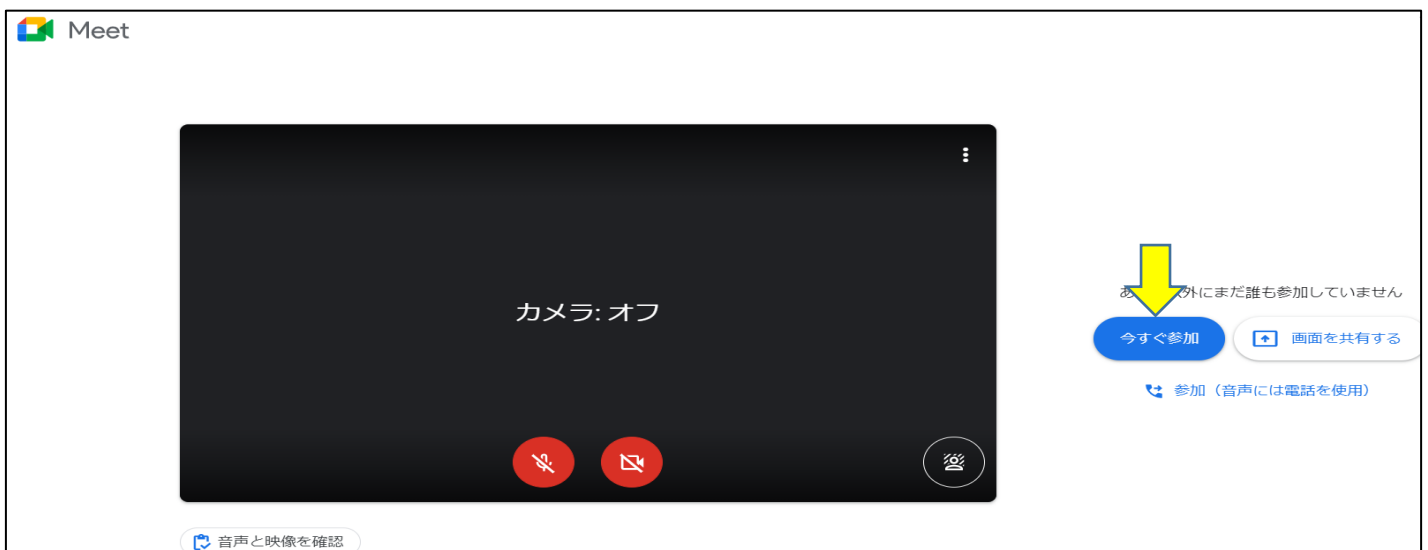 Meet
カメラ: オフ
あ 外にまだ誰も参加していません
今すぐ参加
画面を共有する
参加（音声には電話を使用）
音声と映像を確認